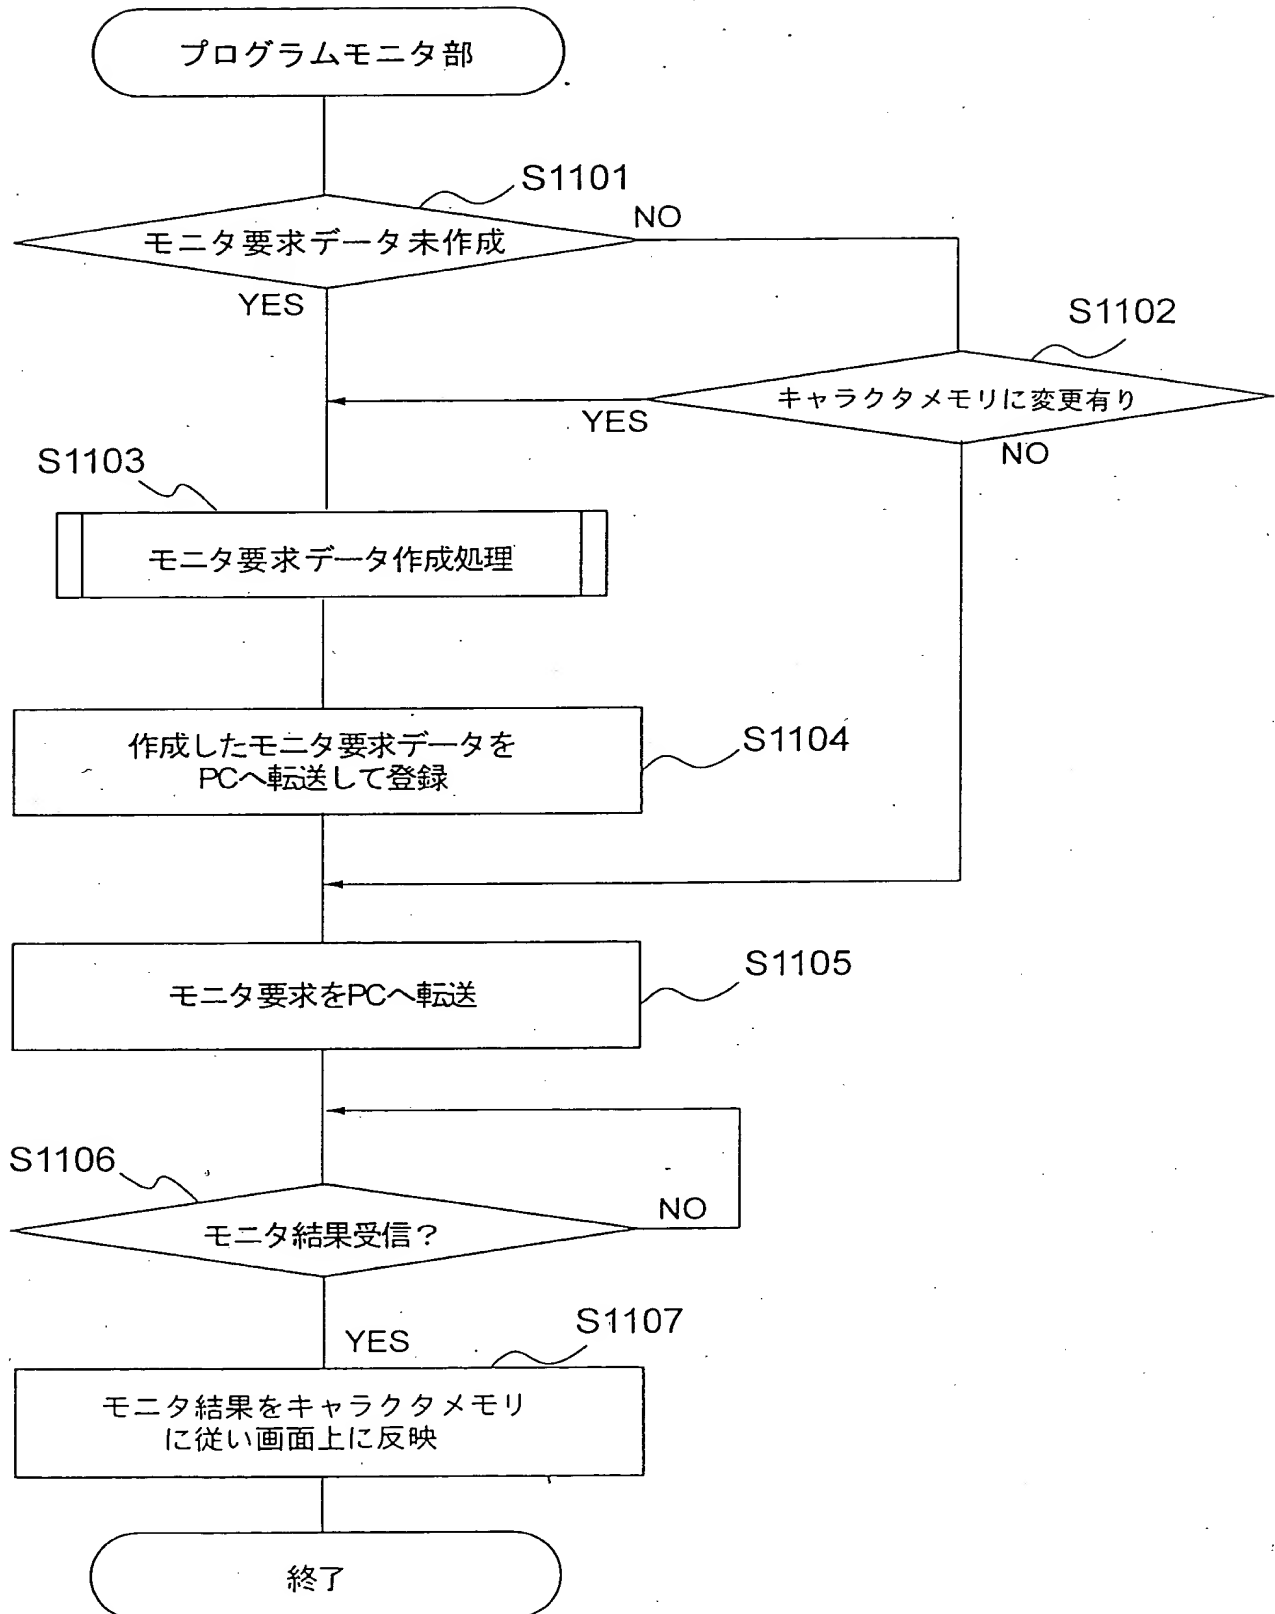 プログラムモニタ部
S1101
モニタ要求データ未作成
NO
YES
S1102
キャラクタメモリに変更有り
YES
NO
S1103
モニタ要求データ作成処理
作成したモニタ要求データを
PCへ転送して登録
S1104
モニタ要求をPCへ転送
S1105
S1106
モニタ結果受信?
NO
YES
S1107
モニタ結果をキャラクタメモリ
に従い画面上に反映
終了